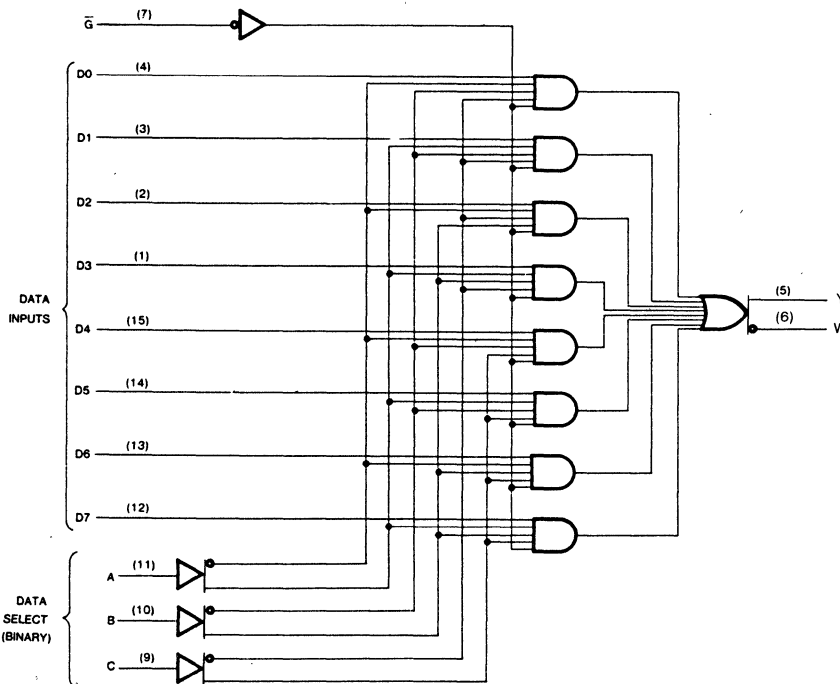 G̅ (7)
D0 (4)
D1 (3)
D2 (2)
D3 (1)
DATA
INPUTS
D4 (15)
D5 (14)
D6 (13)
D7 (12)
(5)
(6)
DATA
SELECT
(BINARY)
A (11)
B (10)
C (9)